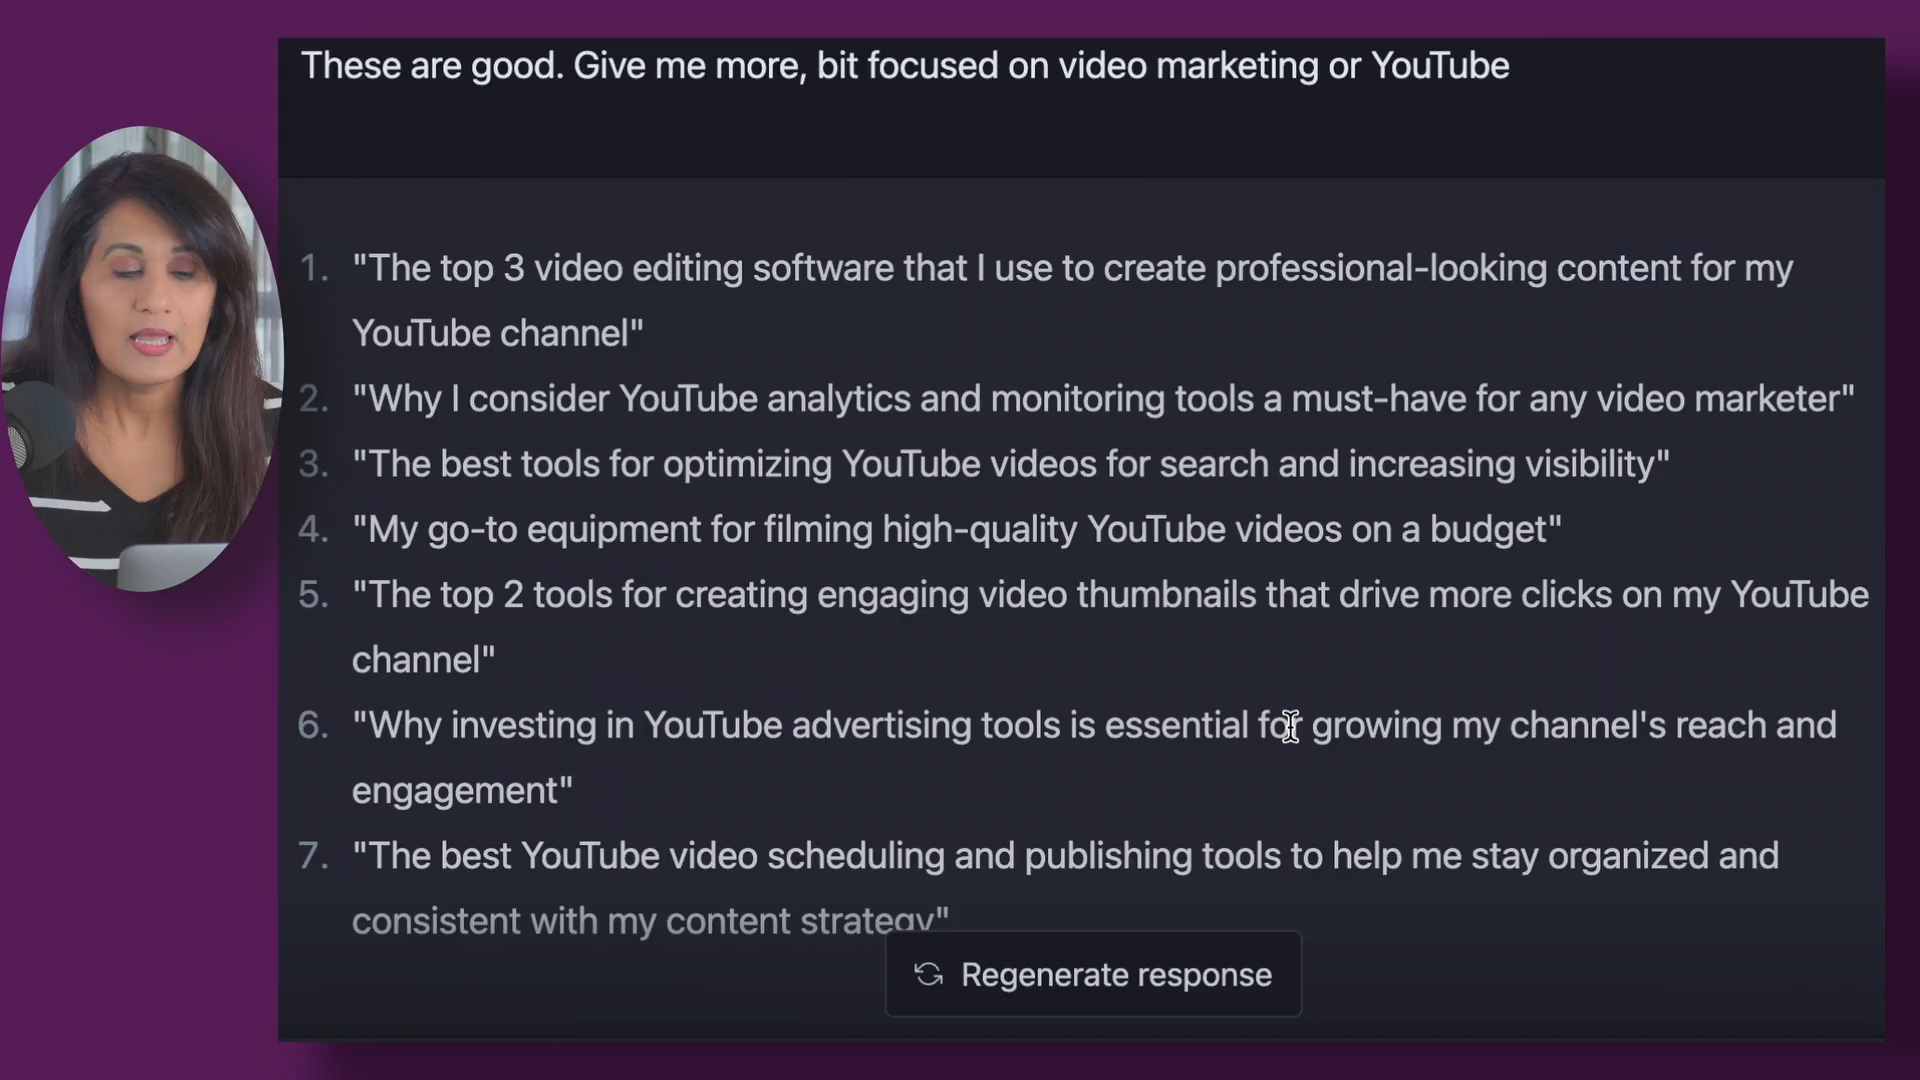 These are good. Give me more, bit focused on video marketing or YouTube
1. "The top 3 video editing software that I use to create professional-looking content for my
YouTube channel"
2. "Why I consider YouTube analytics and monitoring tools a must-have for any video marketer"
3. "The best tools for optimizing YouTube videos for search and increasing visibility"
4. "My go-to equipment for filming high-quality YouTube videos on a budget"
5. "The top 2 tools for creating engaging video thumbnails that drive more clicks on my YouTube
channel"
6. "Why investing in YouTube advertising tools is essential for growing my channel's reach and
engagement"
7. "The best YouTube video scheduling and publishing tools to help me stay organized and
consistent with my content strategy"
Regenerate response